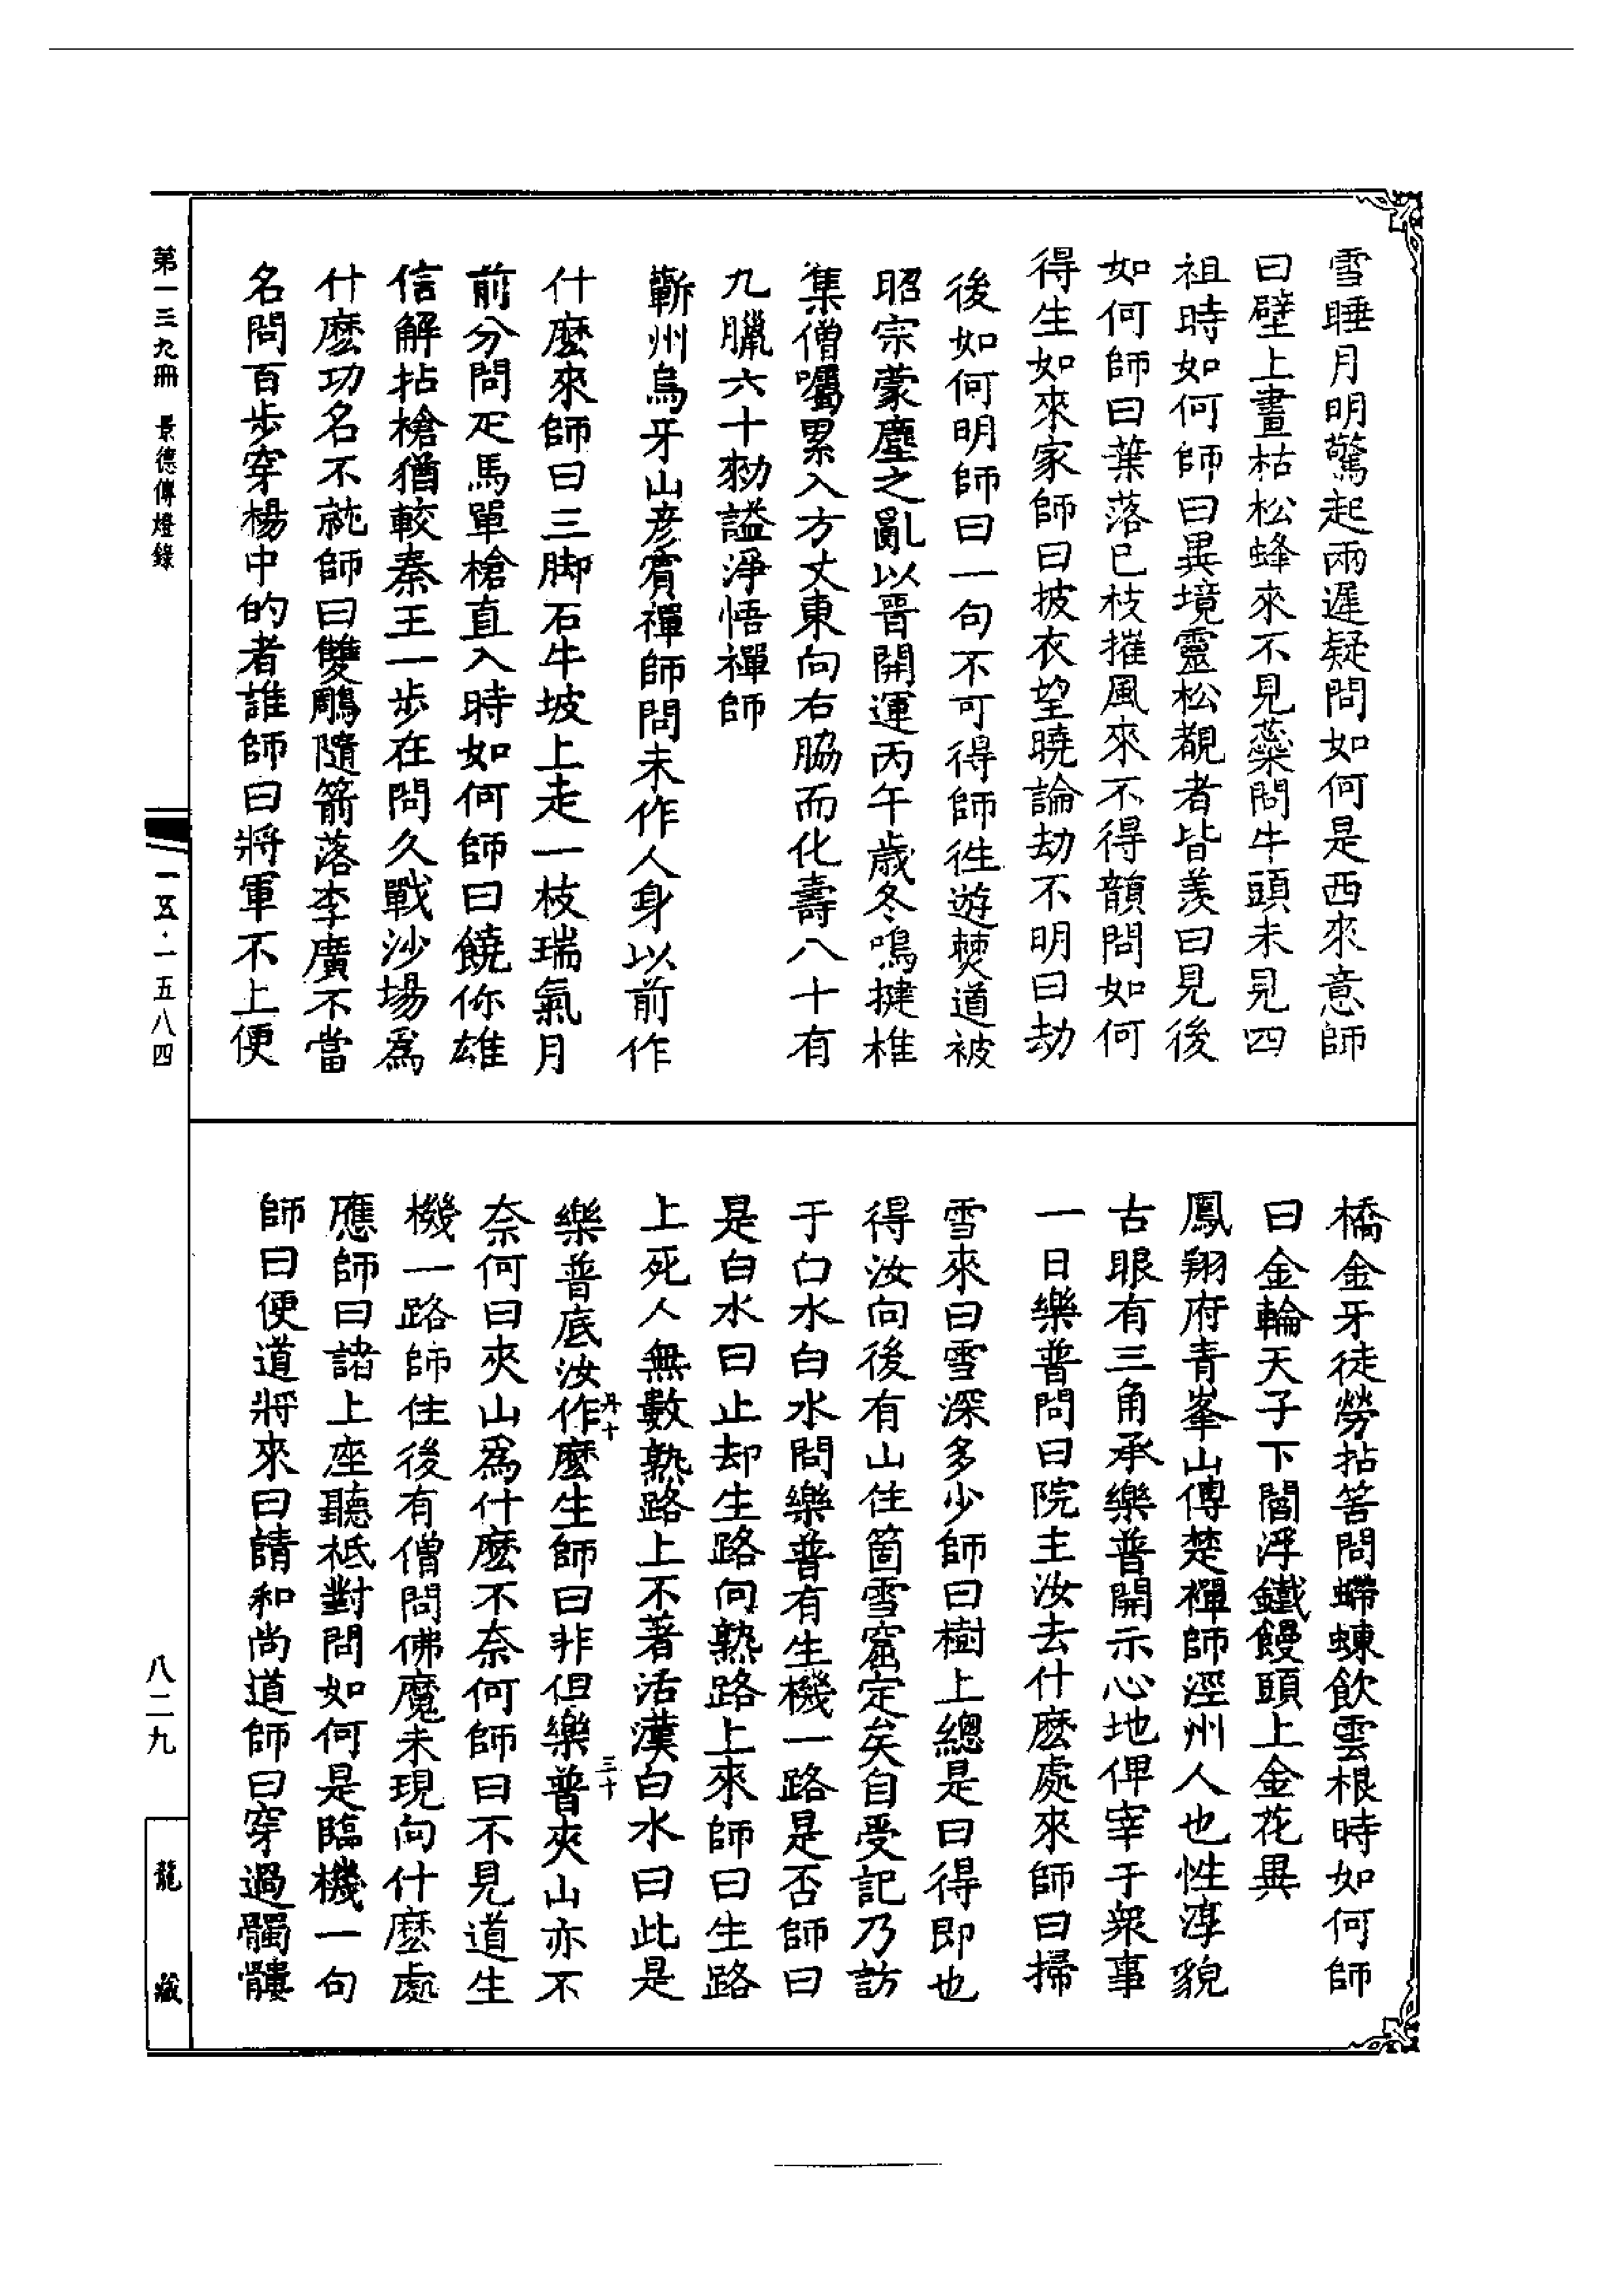 雪睡月明驚起兩遲疑問如何是西來意師
曰壁上畫枯松蜂來不見蘂問牛頭未見四
祖時如何師曰異境靈松覩者皆羨曰見後
如何師曰葉落已枝摧風來不得韻問如何
得生如來家師曰披衣望曉論劫不明曰劫
後如何明師曰一句不可得師徃遊樊道被
昭宗蒙塵之亂以晋開運丙午歲冬鳴揵椎
集僧囑累入方丈東向右脇而化壽八十有
九臘六十勑謚淨悟禪師
蘄州烏牙山彥賓禪師問未作人身以前作
什麽來師曰三脚石牛坡上走一枝瑞氣月
前分問疋馬單槍直入時如何師曰饒你雄
信解拈槍猶較秦王一步在問久戰沙場爲
什麽功名不就師曰雙鵰隨箭落李廣不當
名問百步穿楊中的者誰師曰將軍不上便
橋金牙徒勞拈筈問螮蝀飲雲根時如何師
曰金輪天子下閻浮鐵饅頭上金花異
鳳翔府青峯山傳楚禪師涇州人也性淳貌
古眼有三角承樂普開示心地俾宰于衆事
一日樂普問曰院主汝去什麽處來師曰掃
雪來曰雪深多少師曰樹上總是曰得即也
得汝向後有山住箇雪窟定矣自受記乃訪
于白水白水問樂普有生機一路是否師曰
是白水曰止却生路向熟路上來師曰生路
上死人無數熟路上不著活漢白水曰此是
樂普底汝作麽生師曰非但樂普夾山亦不
奈何曰夾山爲什麽不奈何師曰不見道生
機一路師住後有僧問佛魔未現向什麽處
應師曰諸上座聽祇對問如何是臨機一句
師曰便道將來曰請和尚道師曰穿過髑髏
丹十
三十
第一三九冊 景德傳燈錄
一五·一五八四
八二九
龍藏